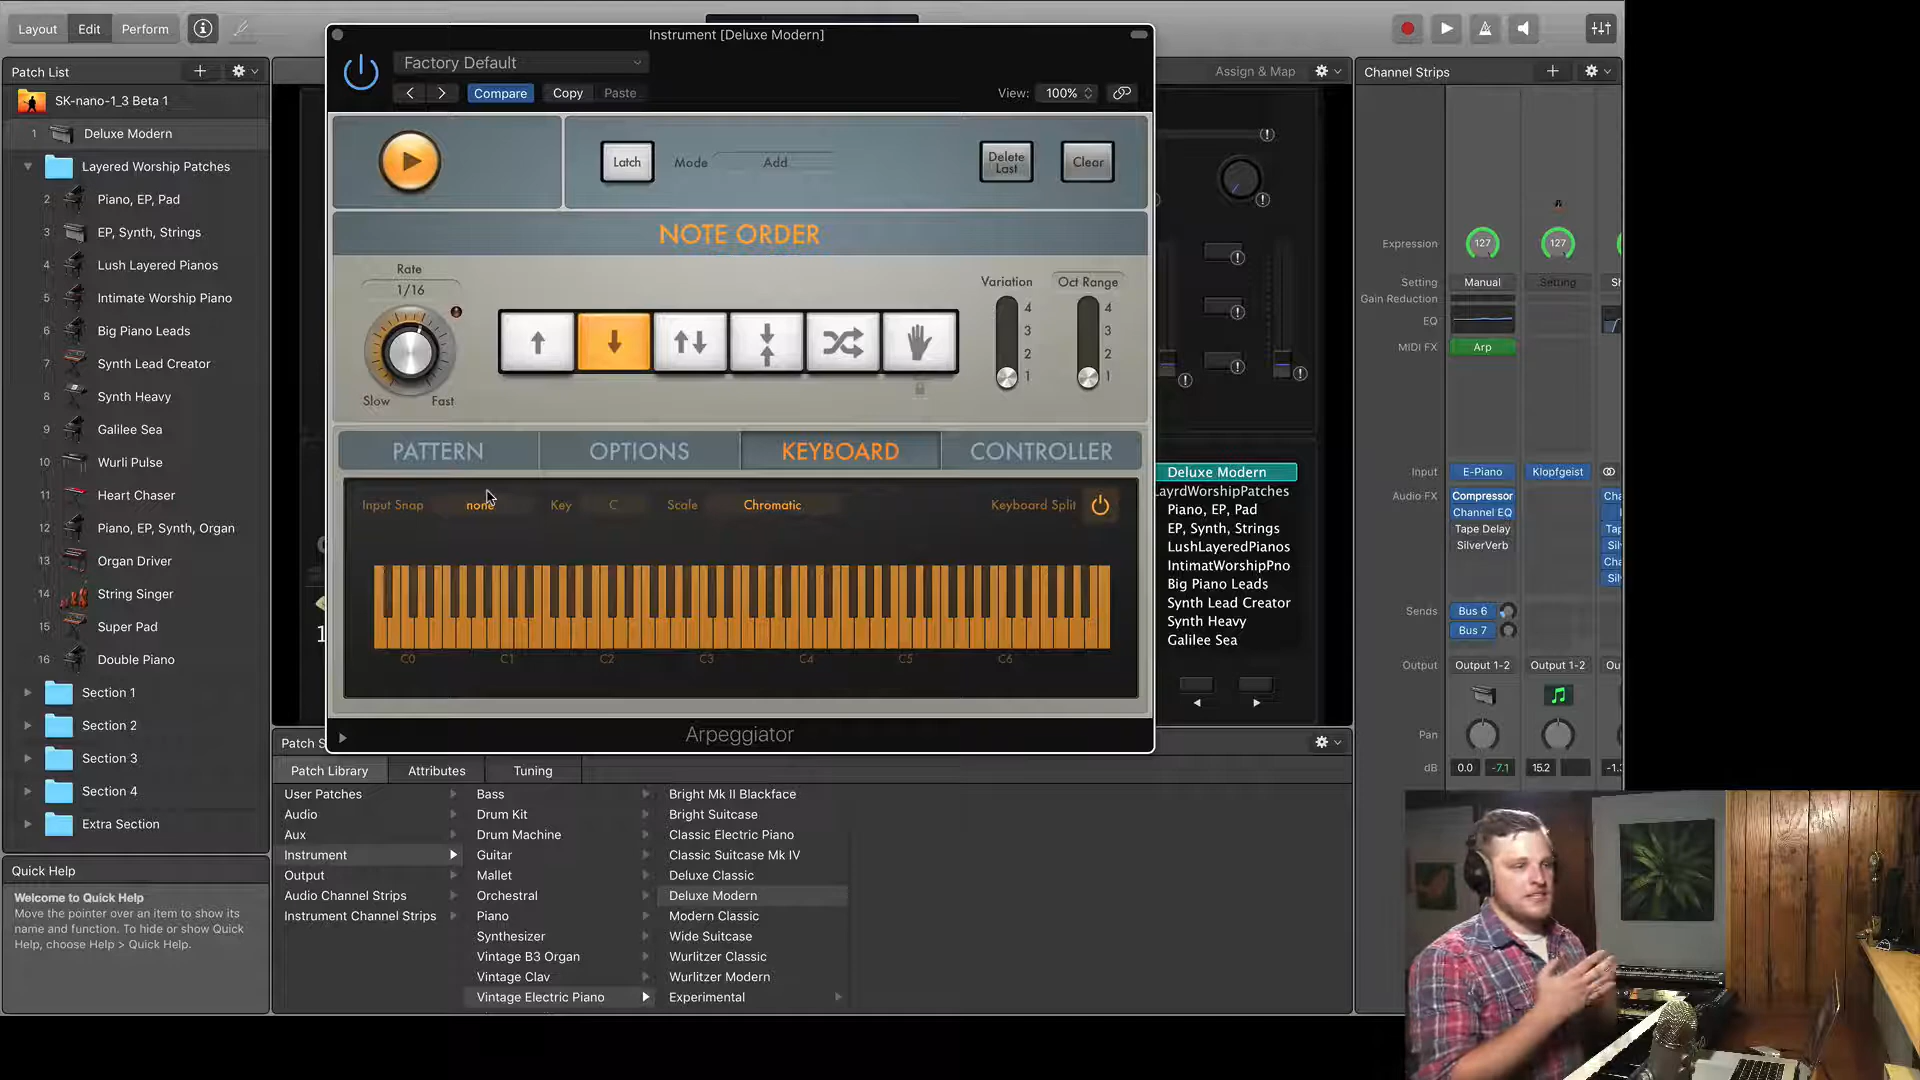 Layout
Edit
Perform
Patch List
SK-nano-1_3 Beta 1
1 Deluxe Modern
Layered Worship Patches
2 Piano, EP, Pad
3 EP, Synth, Strings
4 Lush Layered Pianos
5 Intimate Worship Piano
6 Big Piano Leads
7 Synth Lead Creator
8 Synth Heavy
9 Galilee Sea
10 Wurli Pulse
11 Heart Chaser
12 Piano, EP, Synth, Organ
13 Organ Driver
14 String Singer
15 Super Pad
16 Double Piano
Section 1
Section 2
Section 3
Section 4
Extra Section
Quick Help
Welcome to Quick Help
Move the pointer over an item to show its
name and function. To hide or show Quick
Help, choose Help > Quick Help.
Instrument [Deluxe Modern]
Factory Default
Compare
Copy
Paste
View: 100%
Latch
Mode Add
Delete
Last
Clear
NOTE ORDER
Rate
1/16
Slow
Fast
Variation
4
3
2
1
Oct Range
4
3
2
1
PATTERN
OPTIONS
KEYBOARD
CONTROLLER
Input Snap none
Key C
Scale Chromatic
Keyboard Split
C0 C1 C2 C3 C4 C5 C6
Arpeggiator
Assign & Map
Deluxe Modern
LayrdWorshipPatches
Piano, EP, Pad
EP, Synth, Strings
LushLayeredPianos
IntimatWorshipPno
Big Piano Leads
Synth Lead Creator
Synth Heavy
Galilee Sea
Patch S
Patch Library
Attributes
Tuning
User Patches
Audio
Aux
Instrument
Output
Audio Channel Strips
Instrument Channel Strips
Bass
Drum Kit
Drum Machine
Guitar
Mallet
Orchestral
Piano
Synthesizer
Vintage B3 Organ
Vintage Clav
Vintage Electric Piano
Bright Mk II Blackface
Bright Suitcase
Classic Electric Piano
Classic Suitcase Mk IV
Deluxe Classic
Deluxe Modern
Modern Classic
Wide Suitcase
Wurlitzer Classic
Wurlitzer Modern
Experimental
Channel Strips
Expression 127 127
Setting Manual Setting
Gain Reduction
EQ
MIDI FX Arp
Input E-Piano Klopfgeist
Audio FX Compressor
Channel EQ
Tape Delay
SilverVerb
Sends Bus 6
Bus 7
Output Output 1-2 Output 1-2
Pan
dB 0.0 -7.1 15.2